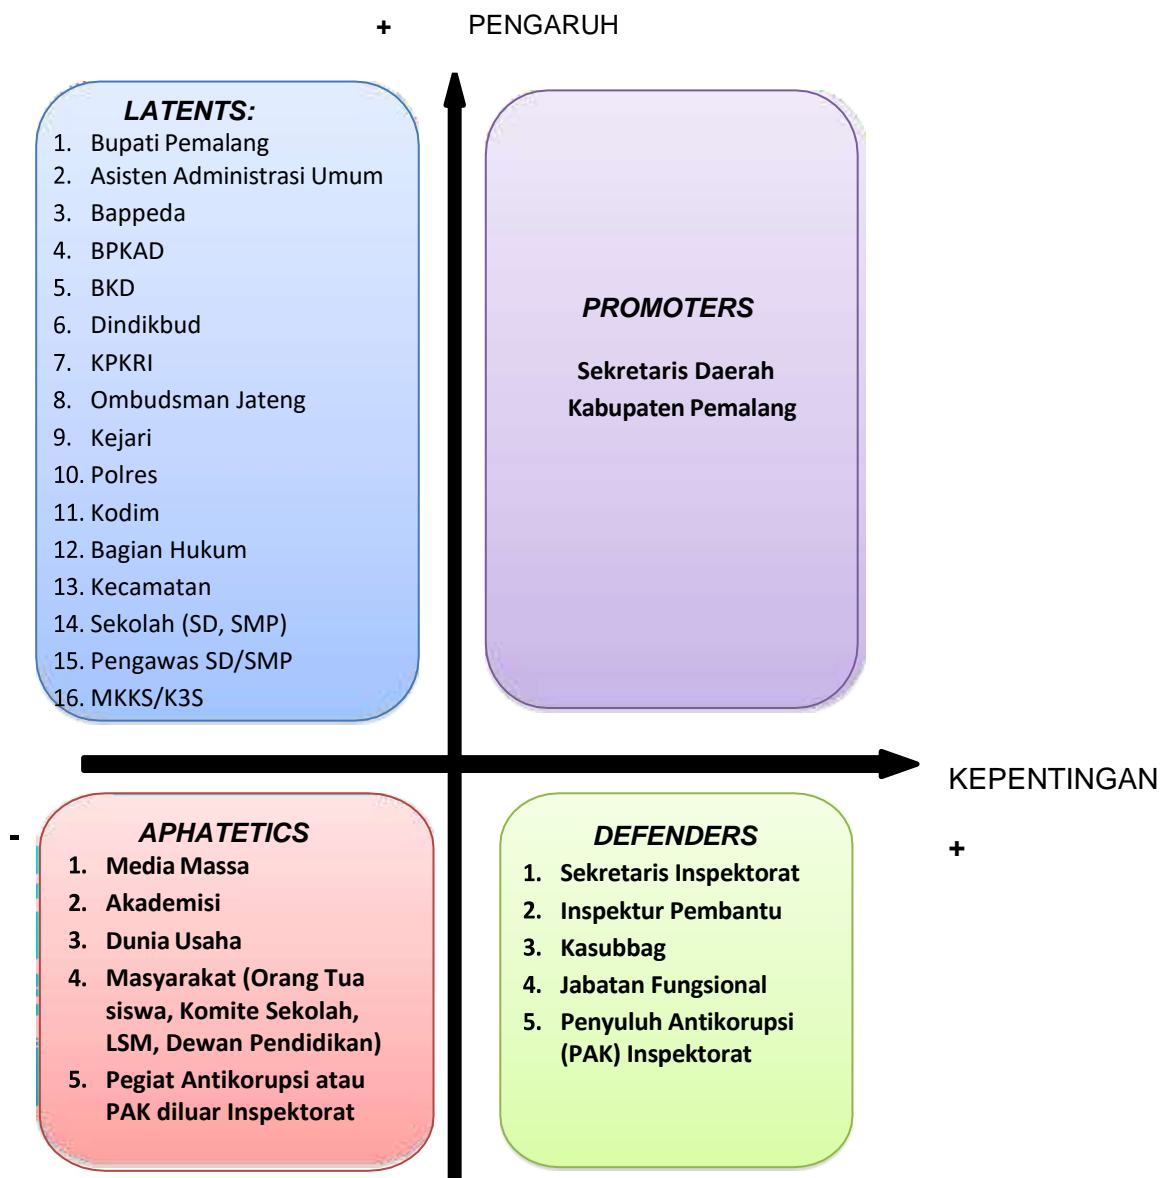 + PENGARUH
LATENTS:
1. Bupati Pemalang
2. Asisten Administrasi Umum
3. Bappeda
4. BPKAD
5. BKD
6. Dindikbud
7. KPKRI
8. Ombudsman Jateng
9. Kejari
10. Polres
11. Kodim
12. Bagian Hukum
13. Kecamatan
14. Sekolah (SD, SMP)
15. Pengawas SD/SMP
16. MKKS/K3S
PROMOTERS
Sekretaris Daerah
Kabupaten Pemalang
KEPENTINGAN
+
-
APHATETICS
1. Media Massa
2. Akademisi
3. Dunia Usaha
4. Masyarakat (Orang Tua
siswa, Komite Sekolah,
LSM, Dewan Pendidikan)
5. Pegiat Antikorupsi atau
PAK diluar Inspektorat
DEFENDERS
1. Sekretaris Inspektorat
2. Inspektur Pembantu
3. Kasubbag
4. Jabatan Fungsional
5. Penyuluh Antikorupsi
(PAK) Inspektorat